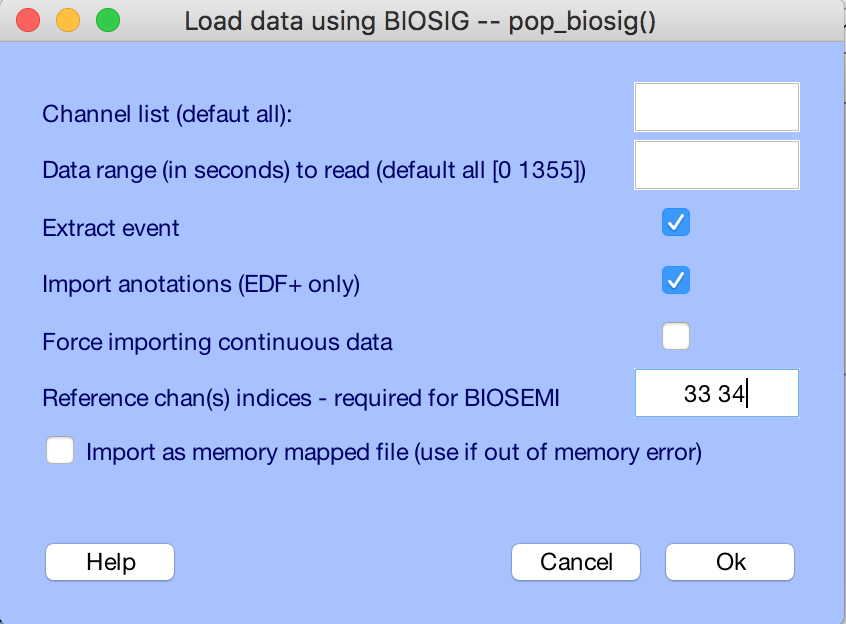 Load data using BIOSIG -- pop_biosig()
Channel list (defaut all):
Data range (in seconds) to read (default all [0 1355])
Extract event
Import anotations (EDF+ only)
Force importing continuous data
Reference chan(s) indices - required for BIOSEMI
33 34
Import as memory mapped file (use if out of memory error)
Help
Cancel
Ok